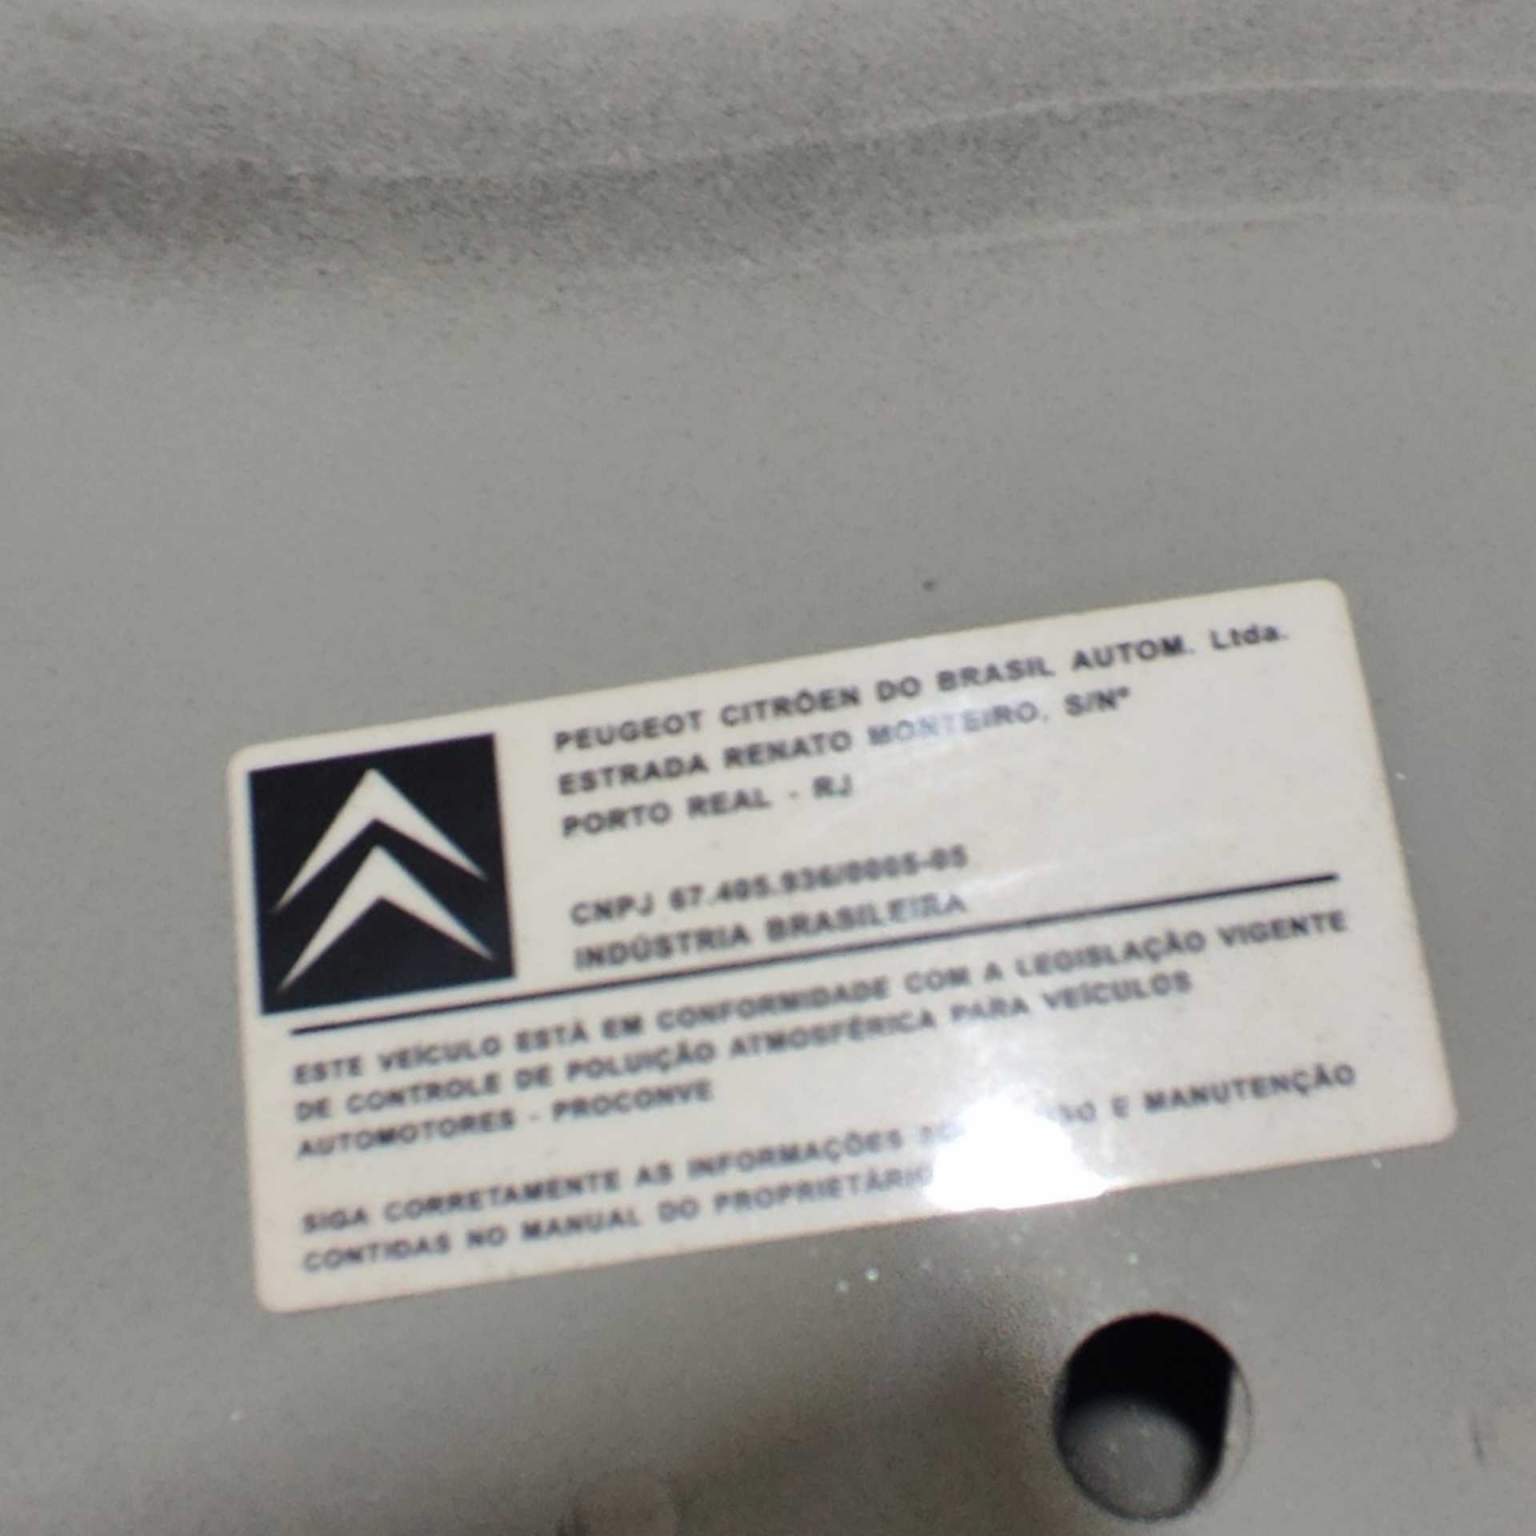 PEUGEOT CITRÖEN DO BRASIL AUTOM. Ltda.
ESTRADA RENATO MONTEIRO, S/Nº
PORTO REAL - RJ
CNPJ 67.405.936/0005-05
INDÚSTRIA BRASILEIRA
ESTE VEÍCULO ESTÁ EM CONFORMIDADE COM A LEGISLAÇÃO VIGENTE
DE CONTROLE DE POLUIÇÃO ATMOSFÉRICA PARA VEÍCULOS
AUTOMOTORES - PROCONVE
SIGA CORRETAMENTE AS INFORMAÇÕES E MANUTENÇÃO
CONTIDAS NO MANUAL DO PROPRIETÁRIO